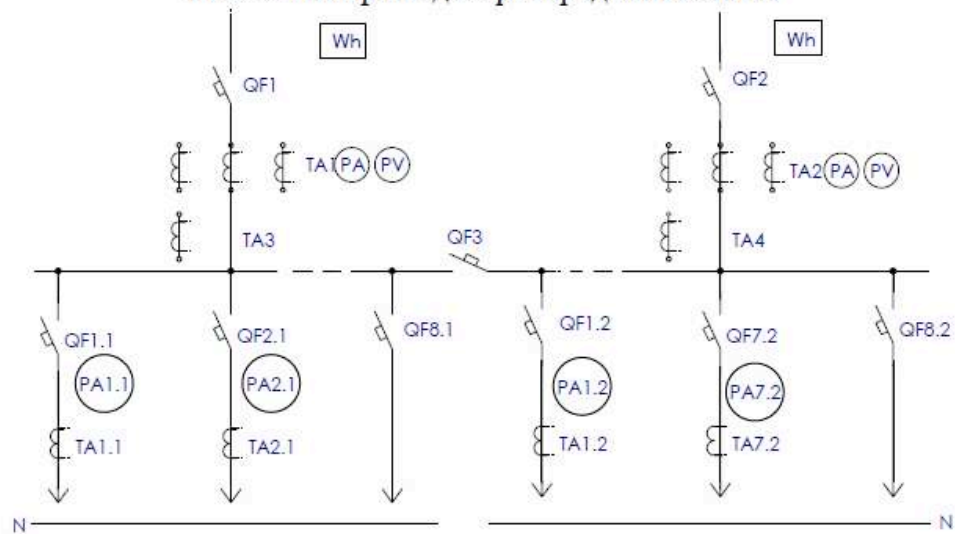 Wh Wh
QF1 QF2
TA1 PA PV TA2 PA PV
TA3 QF3 TA4
QF1.1 QF2.1 QF8.1 QF1.2 QF7.2 QF8.2
PA1.1 PA2.1 PA1.2 PA7.2
TA1.1 TA2.1 TA1.2 TA7.2
N N